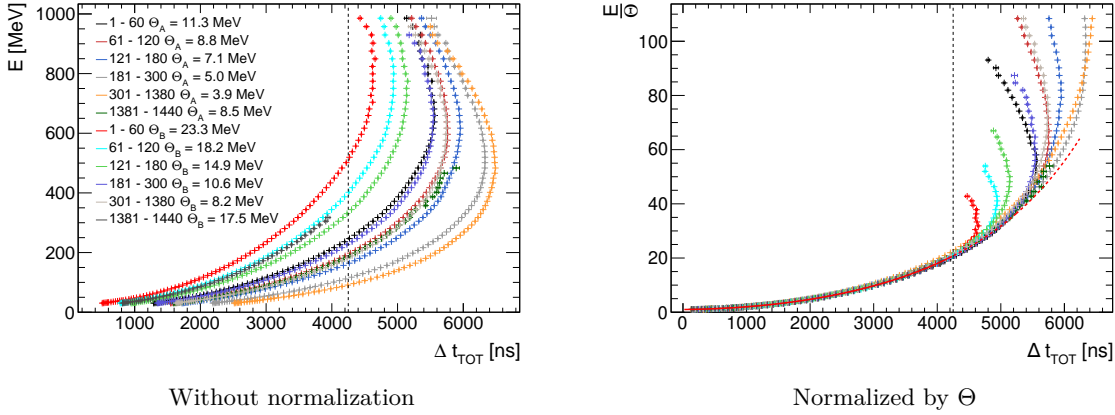 E [MeV]
1000
800
600
400
200
0
1 - 60 Θ_A = 11.3 MeV
61 - 120 Θ_A = 8.8 MeV
121 - 180 Θ_A = 7.1 MeV
181 - 300 Θ_A = 5.0 MeV
301 - 1380 Θ_A = 3.9 MeV
1381 - 1440 Θ_A = 8.5 MeV
1 - 60 Θ_B = 23.3 MeV
61 - 120 Θ_B = 18.2 MeV
121 - 180 Θ_B = 14.9 MeV
181 - 300 Θ_B = 10.6 MeV
301 - 1380 Θ_B = 8.2 MeV
1381 - 1440 Θ_B = 17.5 MeV
1000 2000 3000 4000 5000 6000
Δ t_TOT [ns]
Without normalization
E
Θ
100
80
60
40
20
0
0 1000 2000 3000 4000 5000 6000
Δ t_TOT [ns]
Normalized by Θ